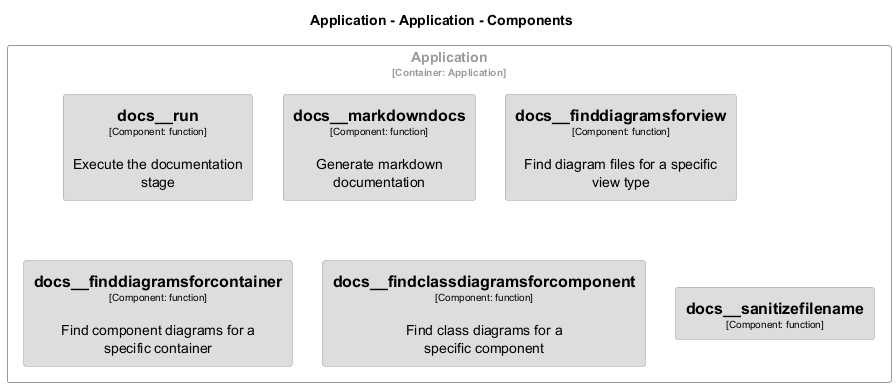 Application - Application - Components
Application
[Container: Application]
docs__run
[Component: function]
Execute the documentation
stage
docs__markdowndocs
[Component: function]
Generate markdown
documentation
docs__finddiagramsforview
[Component: function]
Find diagram files for a specific
view type
docs__finddiagramsforcontainer
[Component: function]
Find component diagrams for a
specific container
docs__findclassdiagramsforcomponent
[Component: function]
Find class diagrams for a
specific component
docs__sanitizefilename
[Component: function]